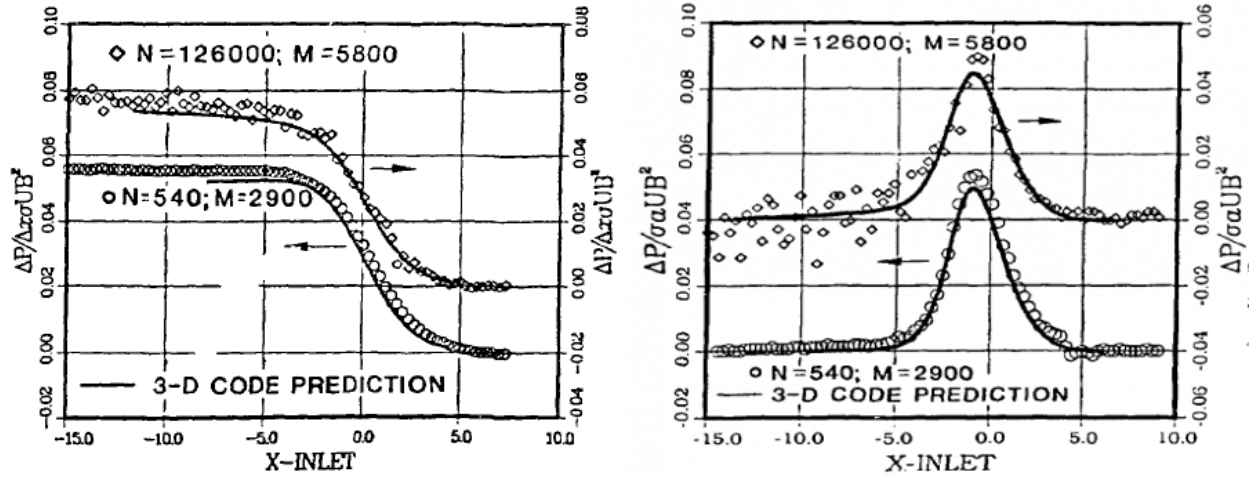 ΔP/ΔxσUB²
0.10
0.08
0.06
0.04
0.02
0.00
−0.02
◇ N=126000; M=5800
○ N=540; M=2900
— 3-D CODE PREDICTION
-15.0 -10.0 -5.0 0.0 5.0 10.0
X-INLET
0.08
0.06
0.04
0.02
0.00
−0.02
−0.04
ΔP/ΔxσUB²
ΔP/σaUB²
0.10
0.08
0.06
0.04
0.02
0.00
−0.02
◇ N=126000; M=5800
○ N=540; M=2900
— 3-D CODE PREDICTION
-15.0 -10.0 -5.0 0.0 5.0 10.0
X-INLET
0.06
0.04
0.02
0.00
-0.02
-0.04
-0.06
ΔP/σaUB²